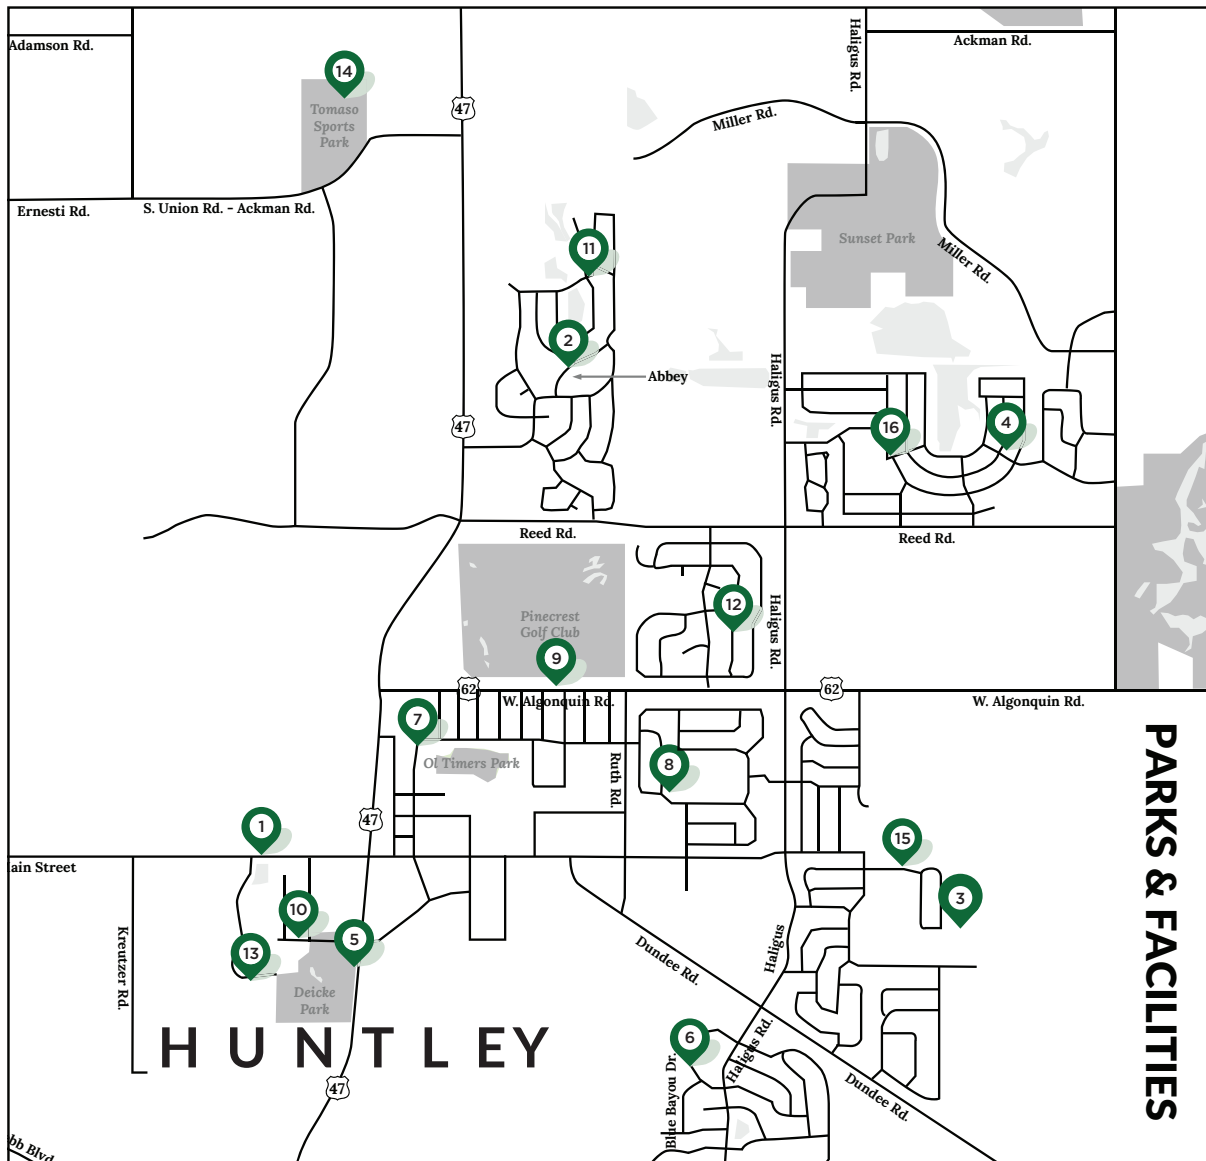 Haligus Rd.
Ackman Rd.
Adamson Rd.
14
Tomaso
Sports
Park
47
Miller Rd.
Ernesti Rd.
S. Union Rd. - Ackman Rd.
11
Sunset Park
Miller Rd.
2
Abbey
Haligus Rd.
47
16
4
Reed Rd.
Reed Rd.
Pinecrest
Golf Club
12
Haligus Rd.
9
62
62
W. Algonquin Rd.
W. Algonquin Rd.
7
Ol Timers Park
Ruth Rd.
8
PARKS & FACILITIES
47
1
15
ain Street
3
10
5
13
Kreutzer Rd.
Deicke
Park
Dundee Rd.
Haligus
HUNTLEY
6
Haligus Rd.
Blue Bayou Dr.
47
Dundee Rd.
bb Blvd